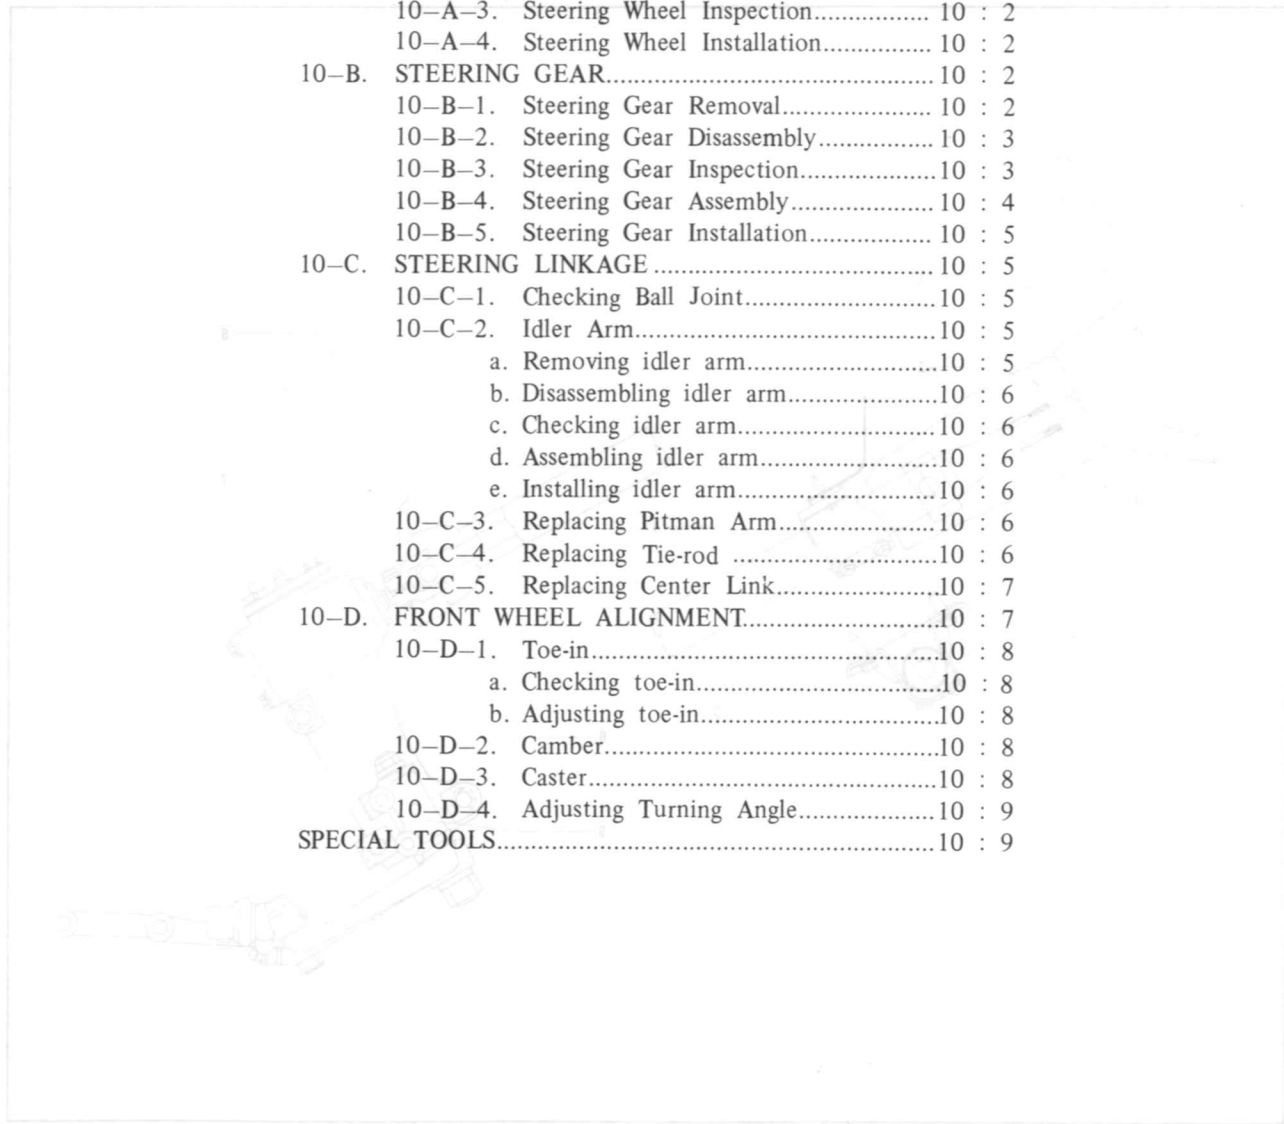 10–A–3. Steering Wheel Inspection................. 10 : 2
10–A–4. Steering Wheel Installation................ 10 : 2
10–B. STEERING GEAR................................................ 10 : 2
10–B–1. Steering Gear Removal...................... 10 : 2
10–B–2. Steering Gear Disassembly................. 10 : 3
10–B–3. Steering Gear Inspection.................... 10 : 3
10–B–4. Steering Gear Assembly..................... 10 : 4
10–B–5. Steering Gear Installation.................. 10 : 5
10–C. STEERING LINKAGE......................................... 10 : 5
10–C–1. Checking Ball Joint............................ 10 : 5
10–C–2. Idler Arm............................................ 10 : 5
a. Removing idler arm............................ 10 : 5
b. Disassembling idler arm...................... 10 : 6
c. Checking idler arm............................. 10 : 6
d. Assembling idler arm.......................... 10 : 6
e. Installing idler arm............................. 10 : 6
10–C–3. Replacing Pitman Arm....................... 10 : 6
10–C–4. Replacing Tie-rod .............................. 10 : 6
10–C–5. Replacing Center Link........................ 10 : 7
10–D. FRONT WHEEL ALIGNMENT............................ 10 : 7
10–D–1. Toe-in................................................... 10 : 8
a. Checking toe-in.................................... 10 : 8
b. Adjusting toe-in................................... 10 : 8
10–D–2. Camber................................................. 10 : 8
10–D–3. Caster................................................... 10 : 8
10–D–4. Adjusting Turning Angle.................... 10 : 9
SPECIAL TOOLS................................................................ 10 : 9